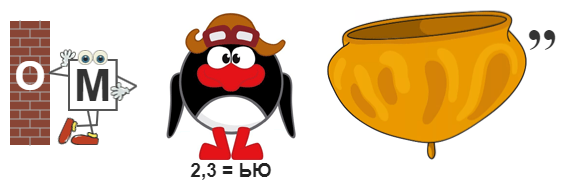 О М ,,
2,3 = ЬЮ